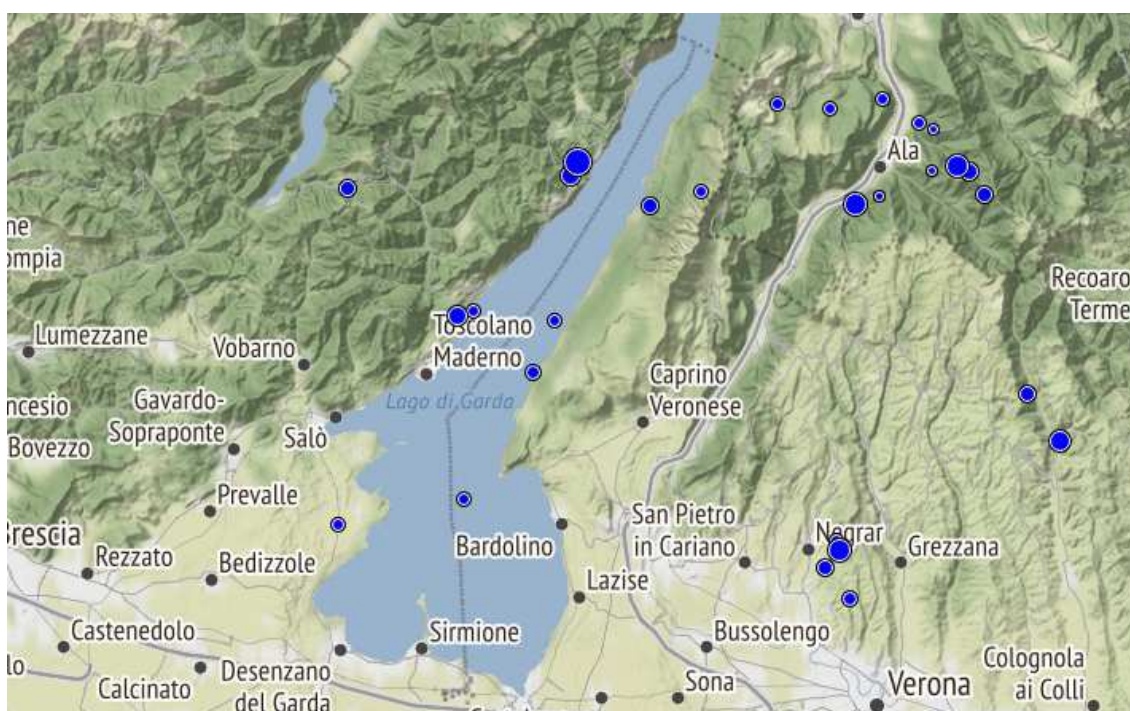 Ala
ne
ompia
Recoaro
Terme
Lumezzane
Vobarno
Toscolano
Maderno
Lago di Garda
Caprino
Veronese
ncesio
Bovezzo
Gavardo-
Sopraponte
Salò
Prevalle
Brescia
Rezzato
Bedizzole
Bardolino
San Pietro
in Cariano
Negrar
Grezzana
Lazise
Castenedolo
lo
Calcinato
Desenzano
del Garda
Sirmione
Bussolengo
Sona
Verona
Colognola
ai Colli